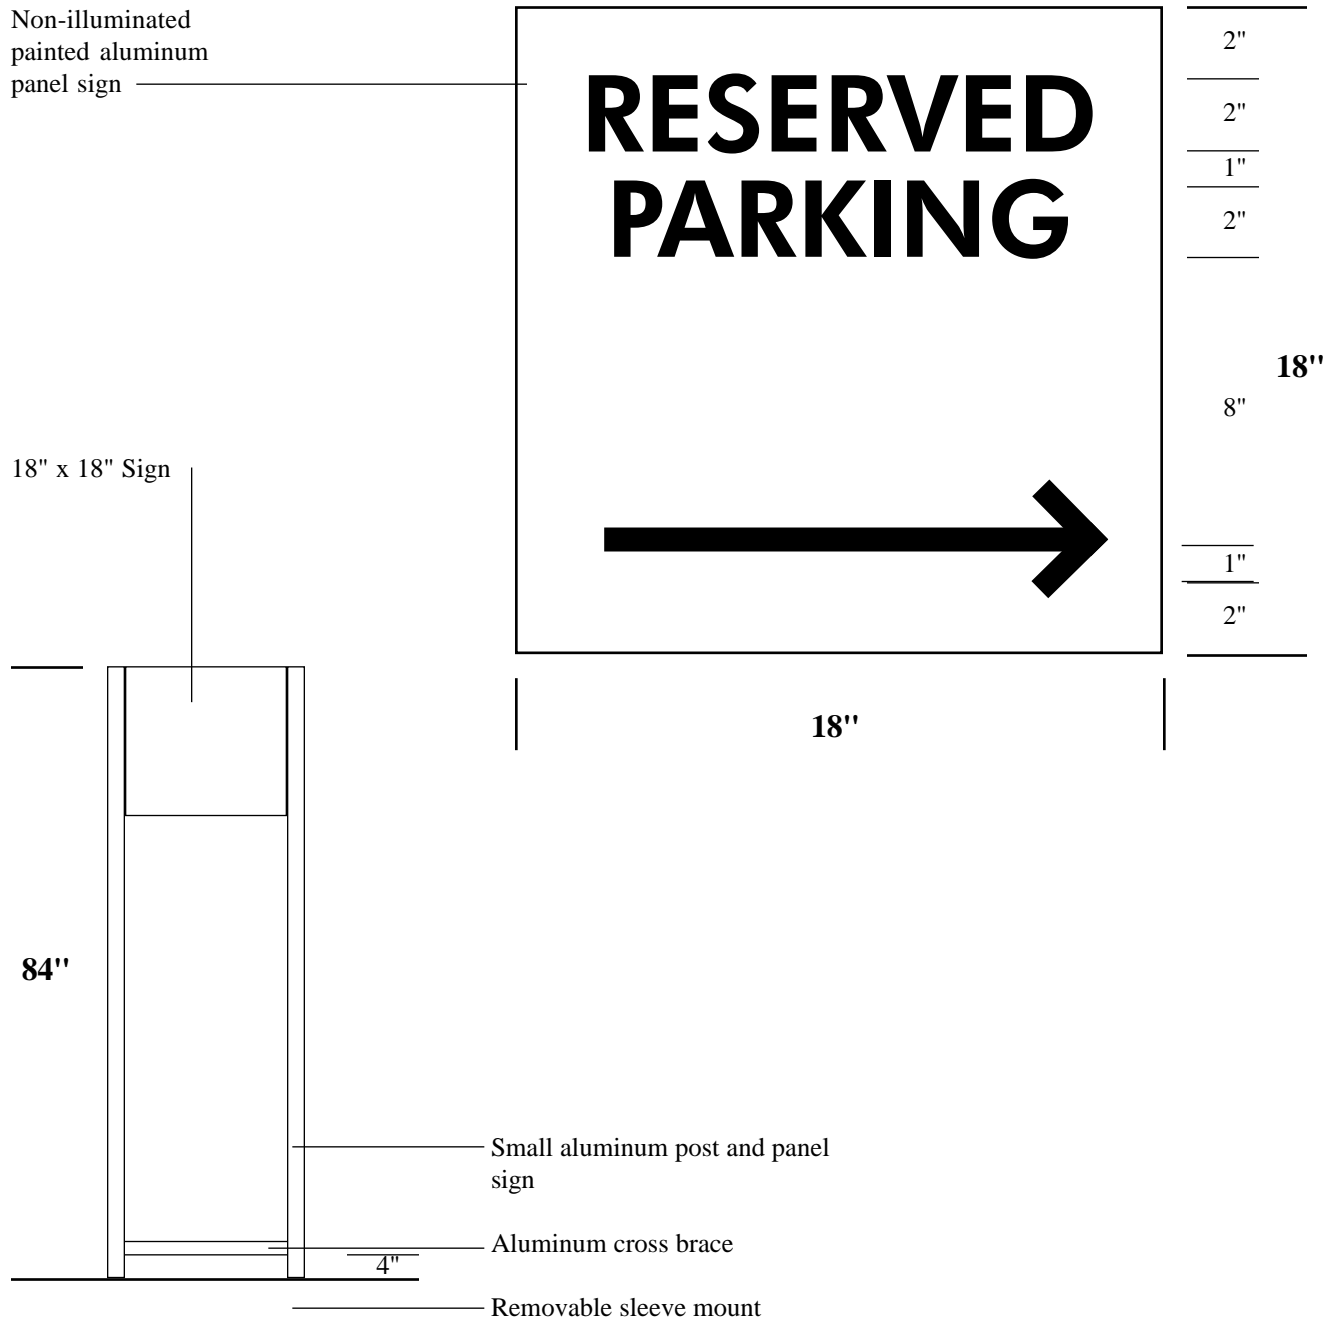 Non-illuminated
painted aluminum
panel sign
RESERVED
PARKING
2"
2"
1"
2"
18"
8"
1"
2"
18"
18" x 18" Sign
84"
Small aluminum post and panel
sign
Aluminum cross brace
4"
Removable sleeve mount